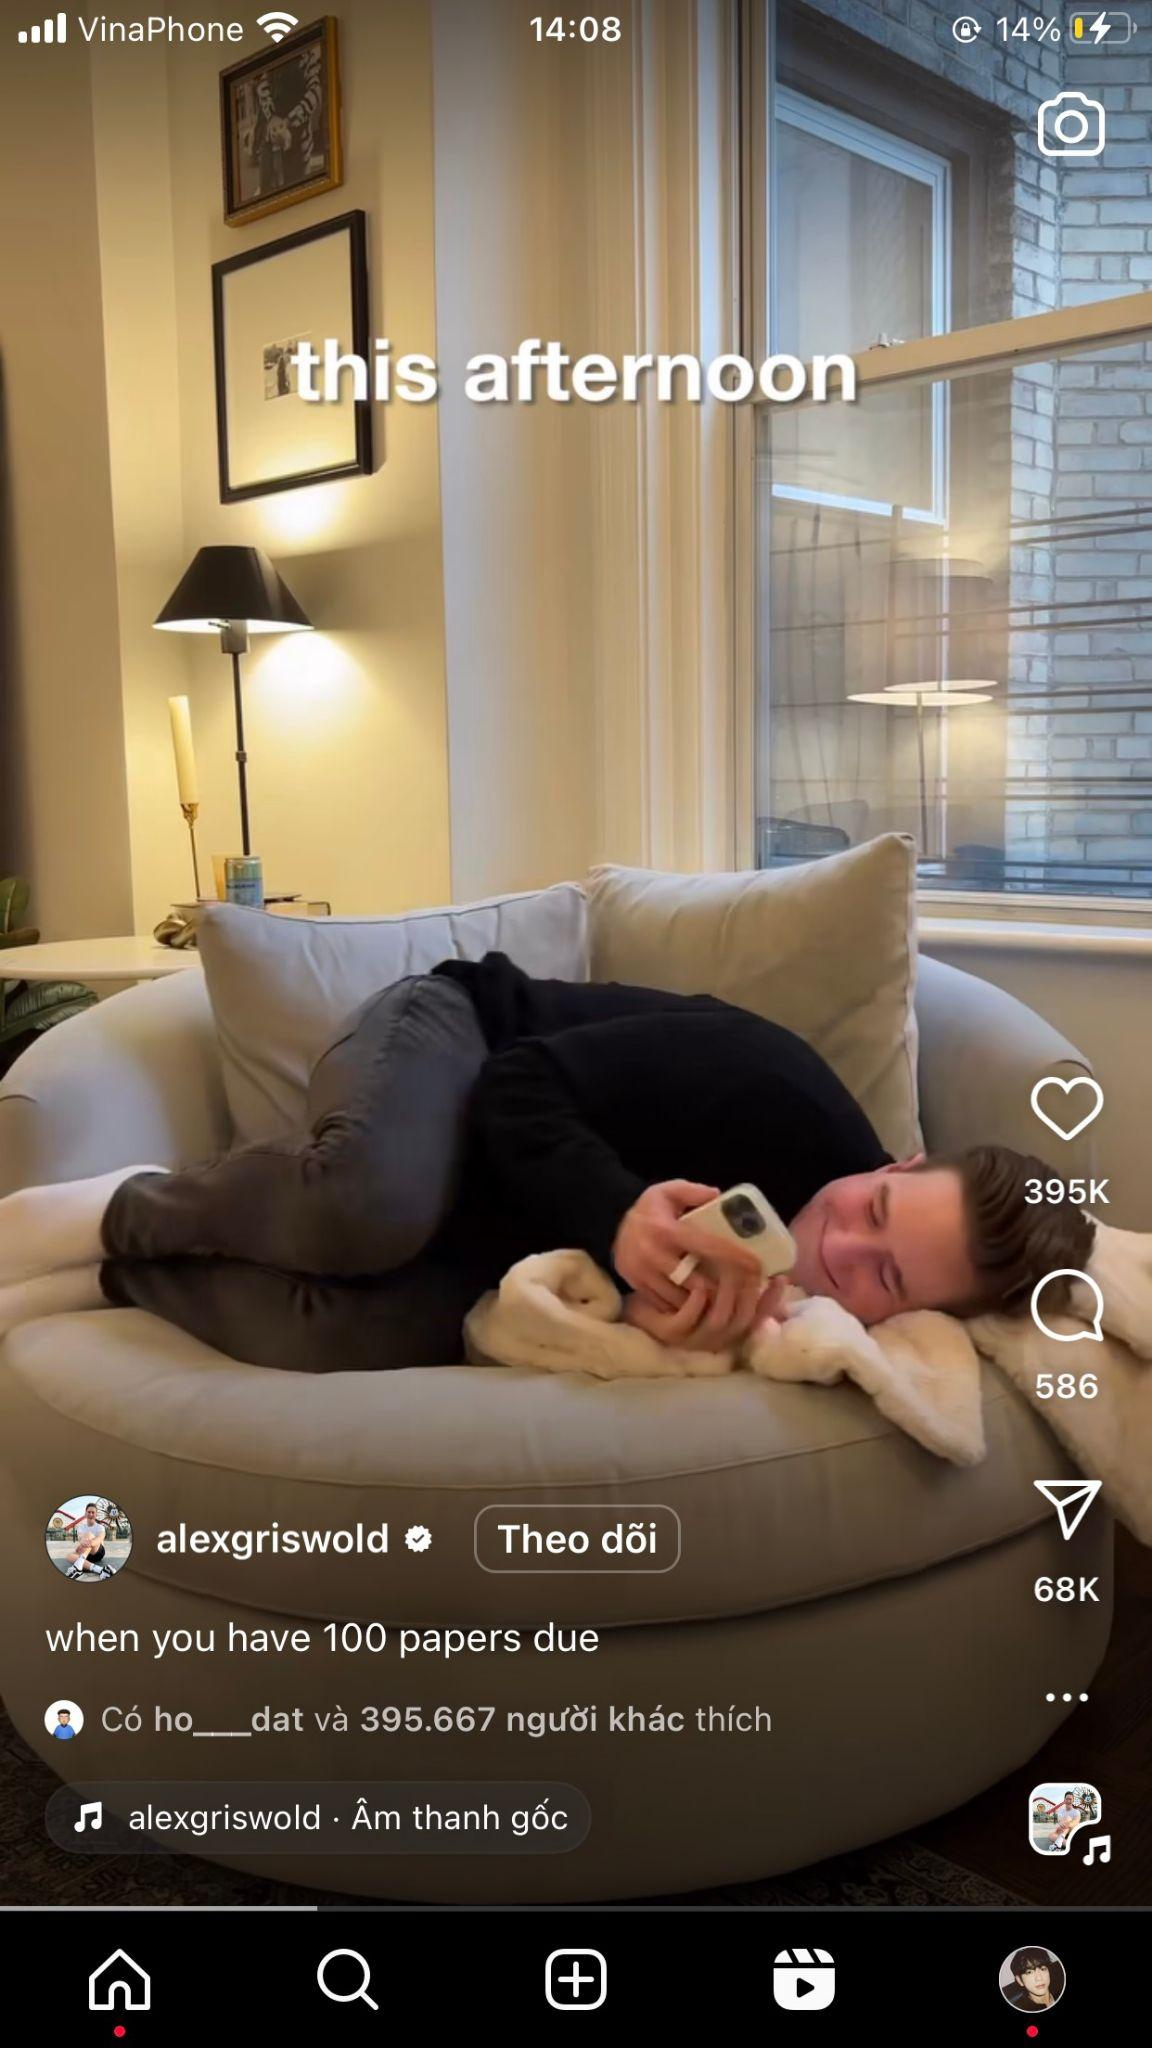 VinaPhone 14:08 14%
this afternoon
395K
586
alexgriswold Theo dõi
68K
when you have 100 papers due
Có ho___dat và 395.667 người khác thích
alexgriswold · Âm thanh gốc